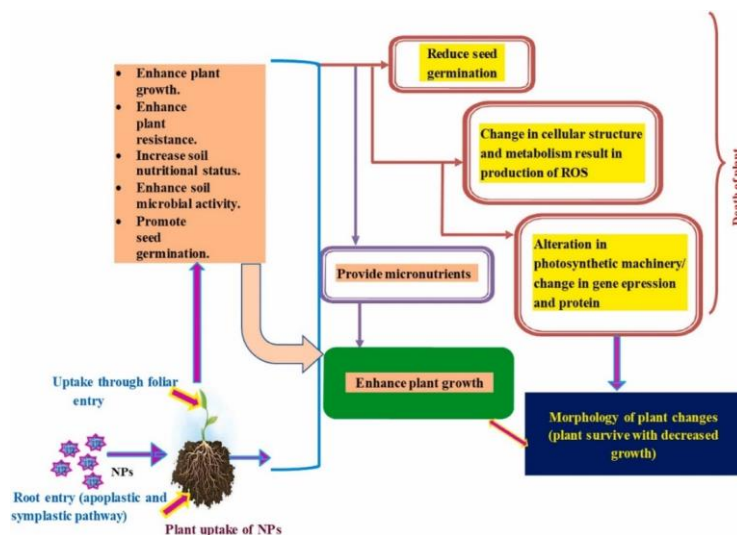 • Enhance plant
growth.
• Enhance
plant
resistance.
• Increase soil
nutritional status.
• Enhance soil
microbial activity.
• Promote
seed
germination.
Reduce seed
germination
Change in cellular structure
and metabolism result in
production of ROS
Alteration in
photosynthetic machinery/
change in gene epression
and protein
Death of plant
Provide micronutrients
Enhance plant growth
Morphology of plant changes
(plant survive with decreased
growth)
Uptake through foliar
entry
NPs
Root entry (apoplastic and
symplastic pathway)
Plant uptake of NPs